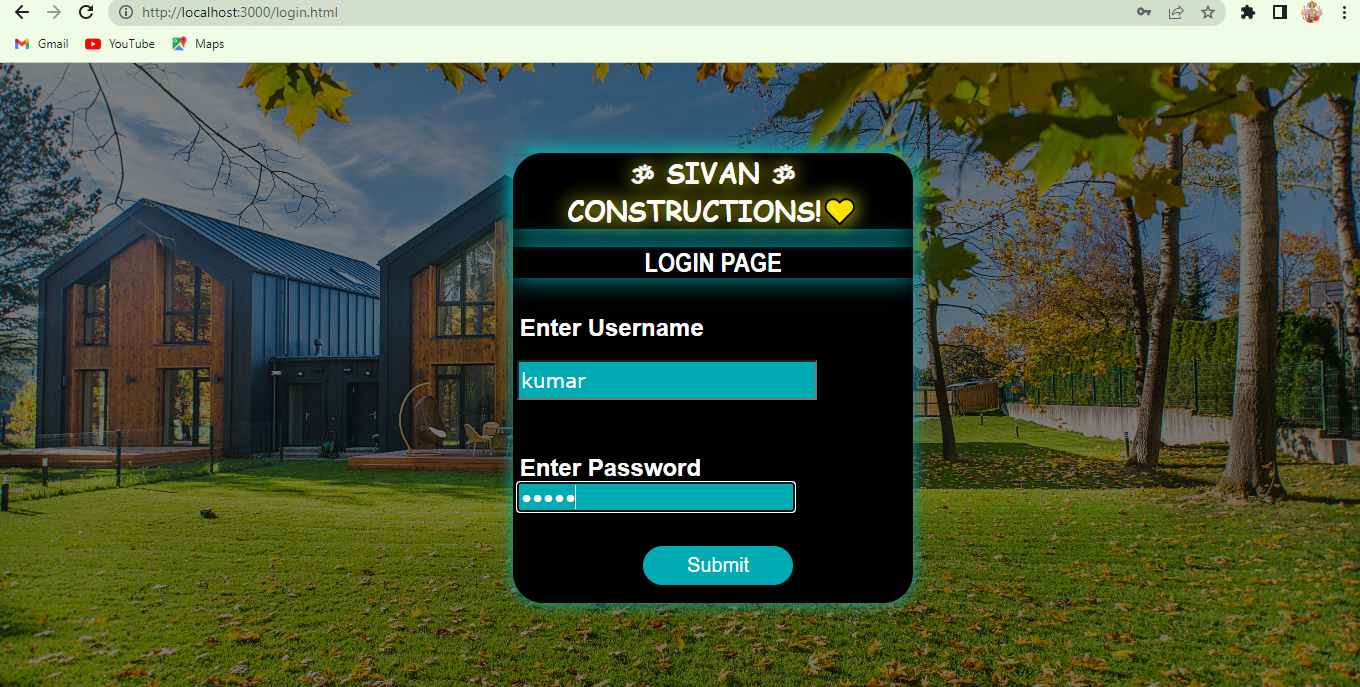 http://localhost:3000/login.html
Gmail YouTube Maps
ॐ SIVAN ॐ
CONSTRUCTIONS!💛
LOGIN PAGE
Enter Username
kumar
Enter Password
•••••
Submit